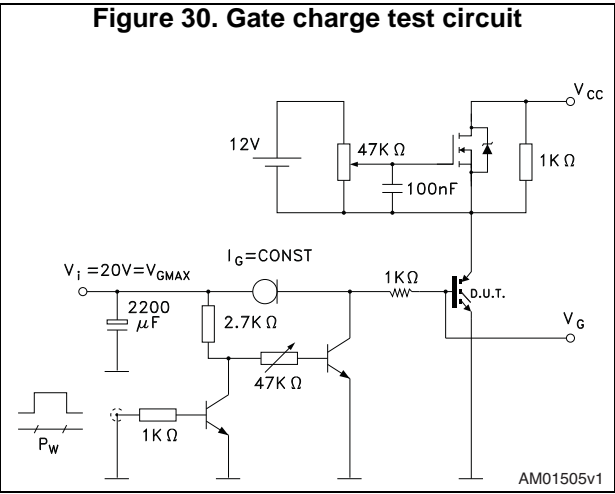 Figure 30. Gate charge test circuit
V CC
12V
47K Ω
1K Ω
100nF
I G=CONST
V i =20V=V GMAX
1KΩ
D.U.T.
2200
μF
2.7K Ω
V G
47K Ω
1K Ω
P W
AM01505v1